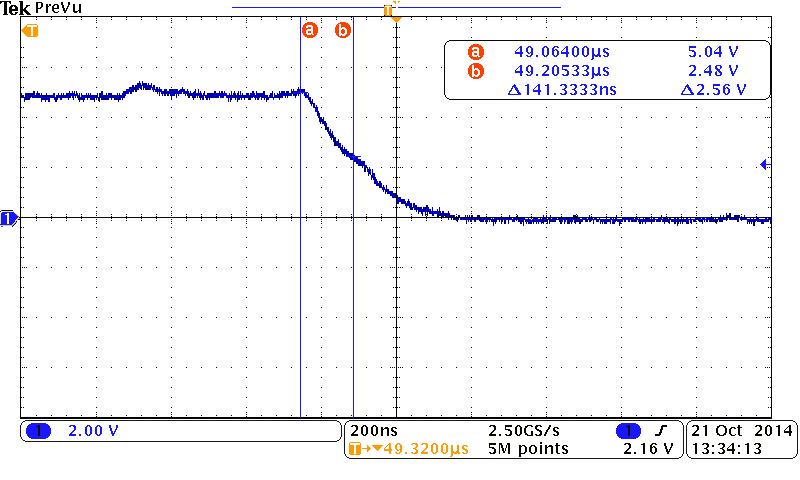 Tek PreVu
T
T
a b
a 49.06400µs 5.04 V
b 49.20533µs 2.48 V
Δ141.3333ns Δ2.56 V
1
1 2.00 V
200ns 2.50GS/s 1
T→▼49.3200µs 5M points 2.16 V
21 Oct 2014
13:34:13